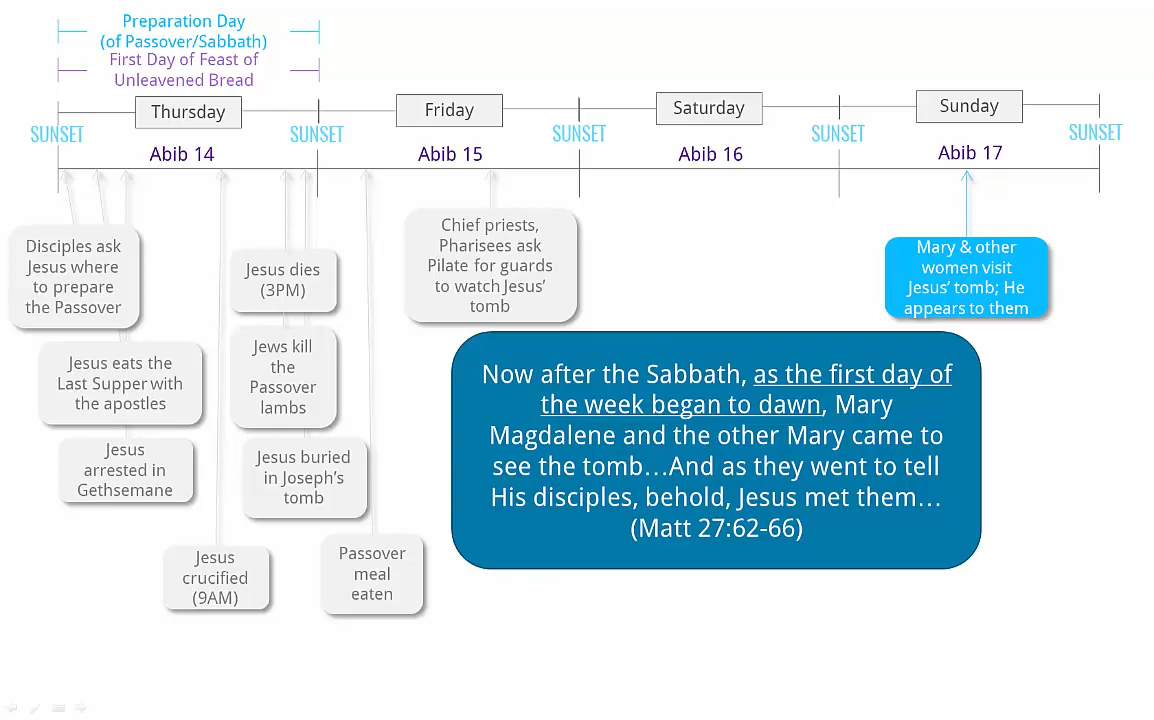 Preparation Day
(of Passover/Sabbath)
First Day of Feast of
Unleavened Bread
Thursday
Friday
Saturday
Sunday
SUNSET
SUNSET
SUNSET
SUNSET
SUNSET
Abib 14
Abib 15
Abib 16
Abib 17
Disciples ask
Jesus where
to prepare
the Passover
Jesus eats the
Last Supper with
the apostles
Jesus
arrested in
Gethsemane
Jesus
crucified
(9AM)
Jesus dies
(3PM)
Jews kill
the
Passover
lambs
Jesus buried
in Joseph's
tomb
Passover
meal
eaten
Chief priests,
Pharisees ask
Pilate for guards
to watch Jesus'
tomb
Mary & other
women visit
Jesus' tomb; He
appears to them
Now after the Sabbath, as the first day of
the week began to dawn, Mary
Magdalene and the other Mary came to
see the tomb…And as they went to tell
His disciples, behold, Jesus met them…
(Matt 27:62-66)